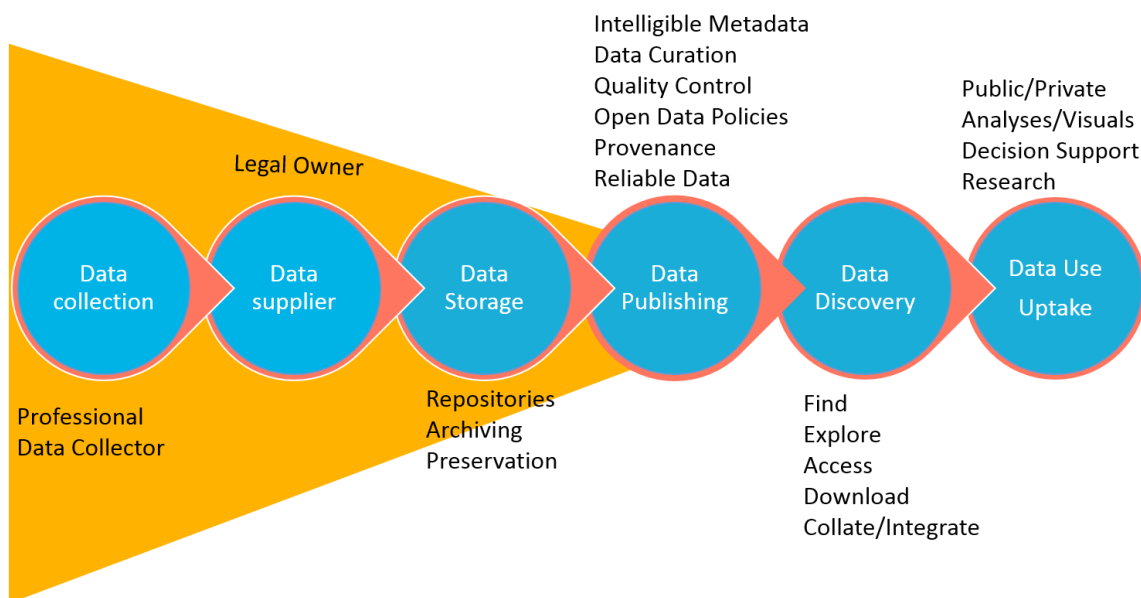 Intelligible Metadata
Data Curation
Quality Control
Open Data Policies
Provenance
Reliable Data
Public/Private
Analyses/Visuals
Decision Support
Research
Legal Owner
Data
collection
Data
supplier
Data
Storage
Data
Publishing
Data
Discovery
Data Use
Uptake
Professional
Data Collector
Repositories
Archiving
Preservation
Find
Explore
Access
Download
Collate/Integrate